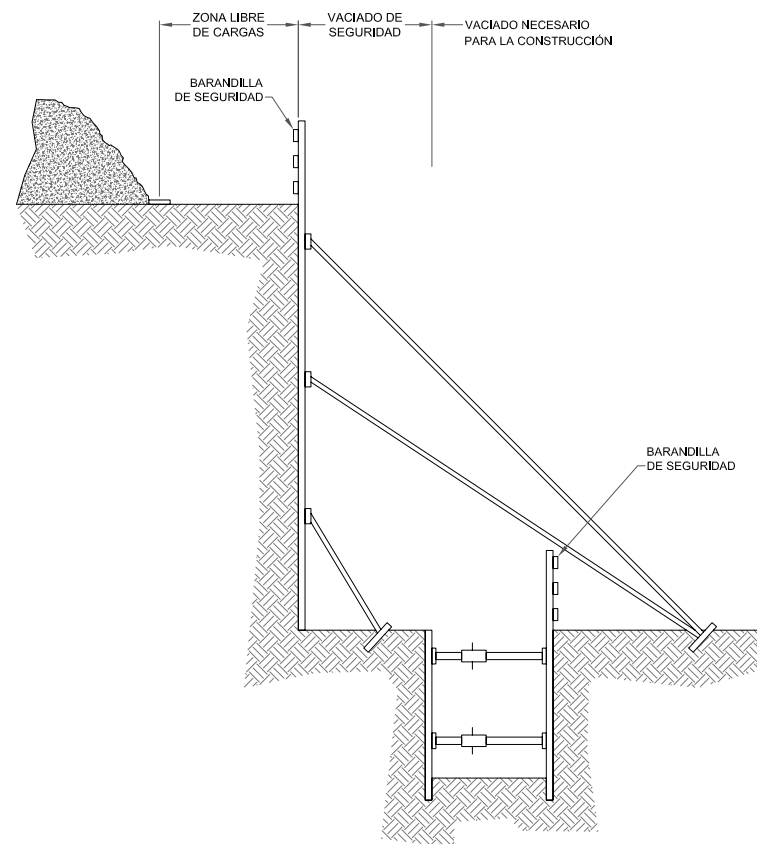 ZONA LIBRE
DE CARGAS
VACIADO DE
SEGURIDAD
VACIADO NECESARIO
PARA LA CONSTRUCCIÓN
BARANDILLA
DE SEGURIDAD
BARANDILLA
DE SEGURIDAD